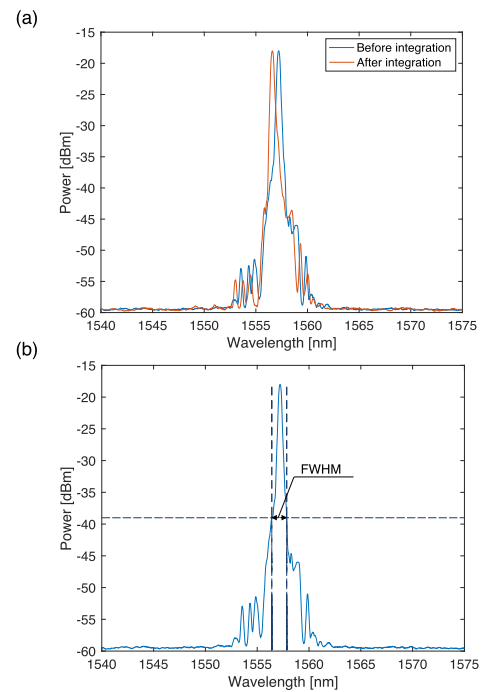 (a)
-15
-20
-25
-30
-35
-40
-45
-50
-55
-60
Power [dBm]
Before integration
After integration
1540 1545 1550 1555 1560 1565 1570 1575
Wavelength [nm]
(b)
-15
-20
-25
-30
-35
-40
-45
-50
-55
-60
Power [dBm]
FWHM
1540 1545 1550 1555 1560 1565 1570 1575
Wavelength [nm]